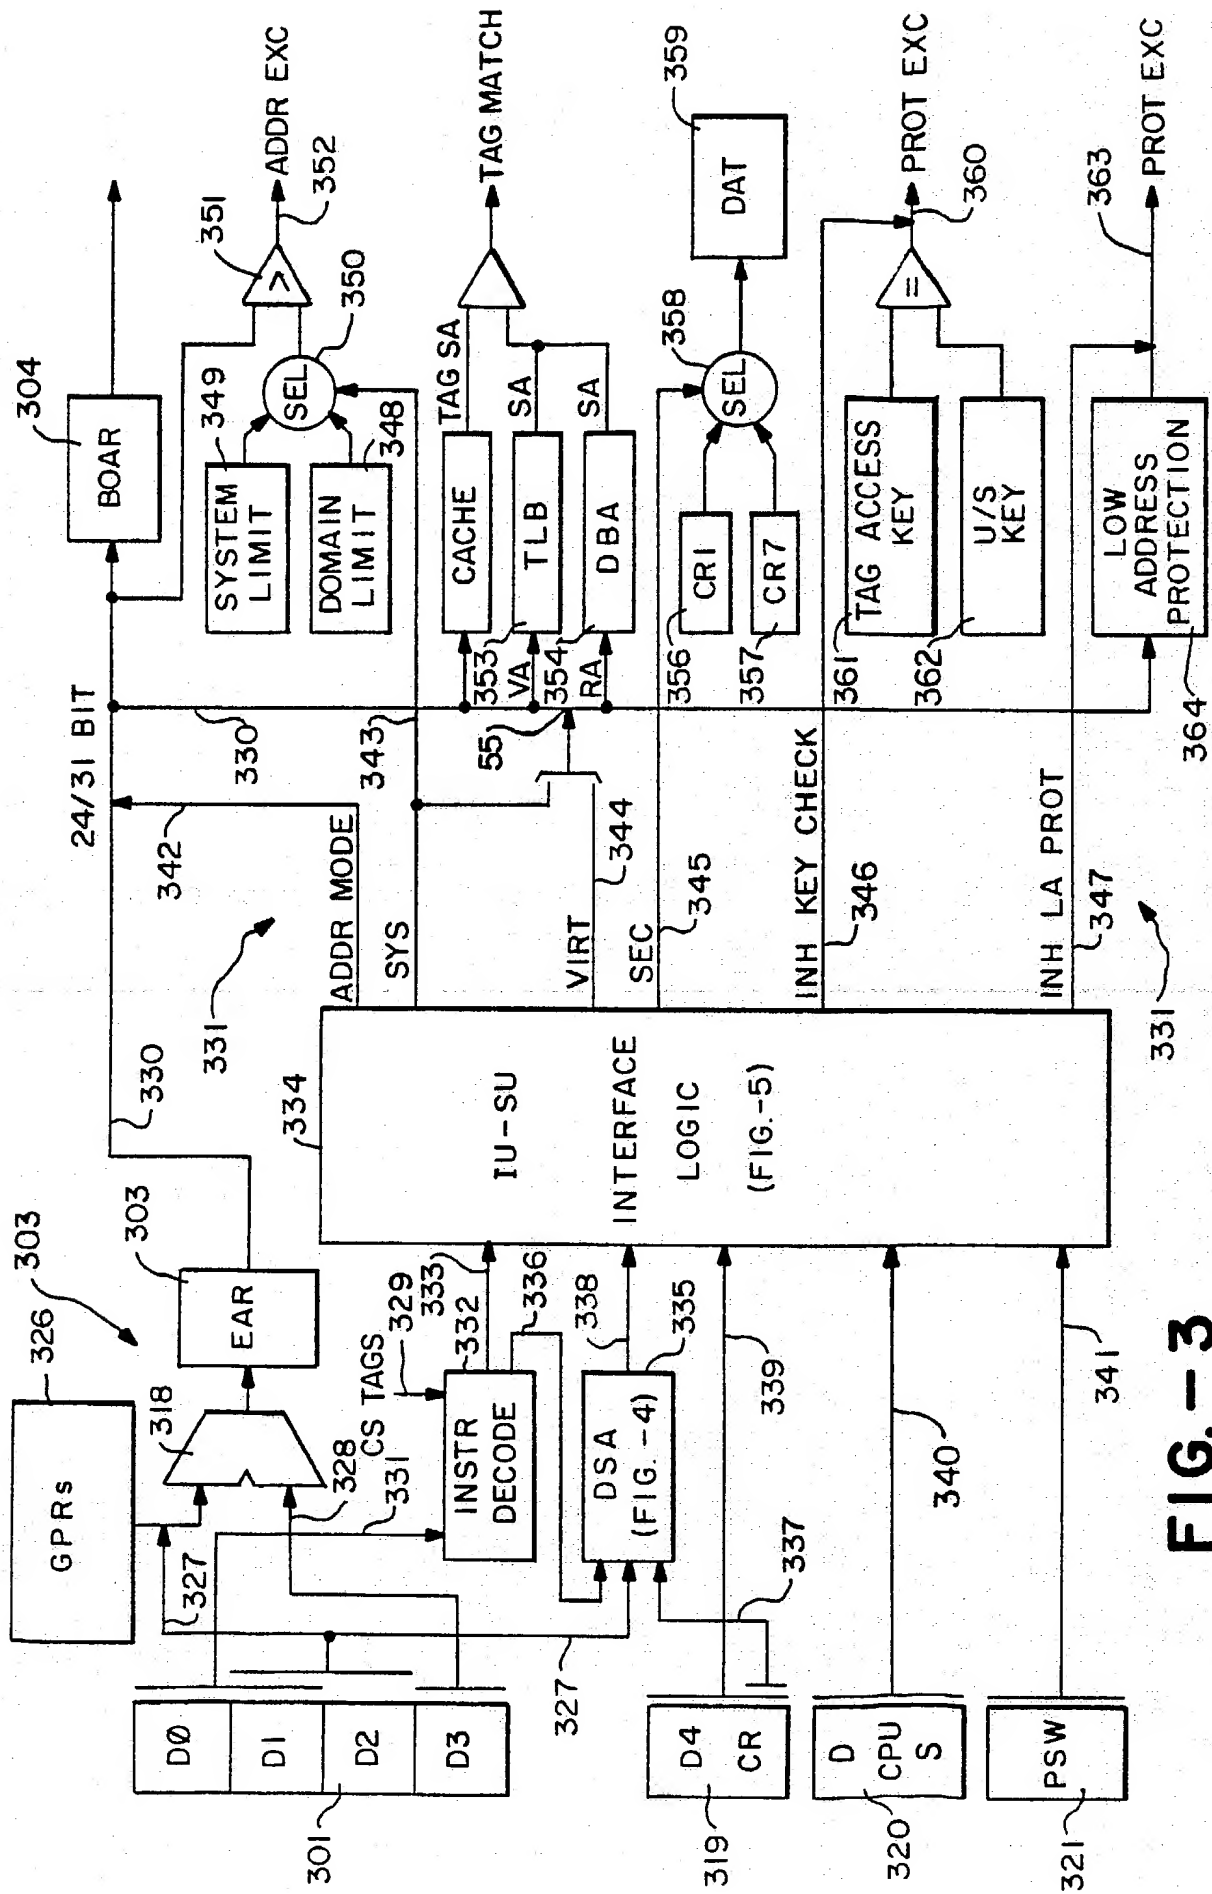 326
GPRs
327
318
303
303
EAR
330
24/31 BIT
304
BOAR
330
342
331
ADDR MODE
SYS
343
SYSTEM
LIMIT
349
DOMAIN
LIMIT
348
SEL
350
>
351
ADDR EXC
352
CACHE
TAG SA
353
VA
TLB
SA
354
RA
DBA
SA
TAG MATCH
55
VIRT
344
SEC
345
356
CR1
357
CR7
SEL
358
DAT
359
INH KEY CHECK
346
361
TAG ACCESS
KEY
362
U/S
KEY
=
PROT EXC
360
INH LA PROT
347
331
LOW
ADDRESS
PROTECTION
364
363
PROT EXC
334
IU-SU
INTERFACE
LOGIC
(FIG.-5)
DØ
D1
D2
D3
301
327
328
331
CS TAGS
329
332
333
INSTR
DECODE
336
DSA
(FIG.-4)
335
338
337
339
D4
CR
319
D
CPU
S
320
340
PSW
321
341
FIG.-3